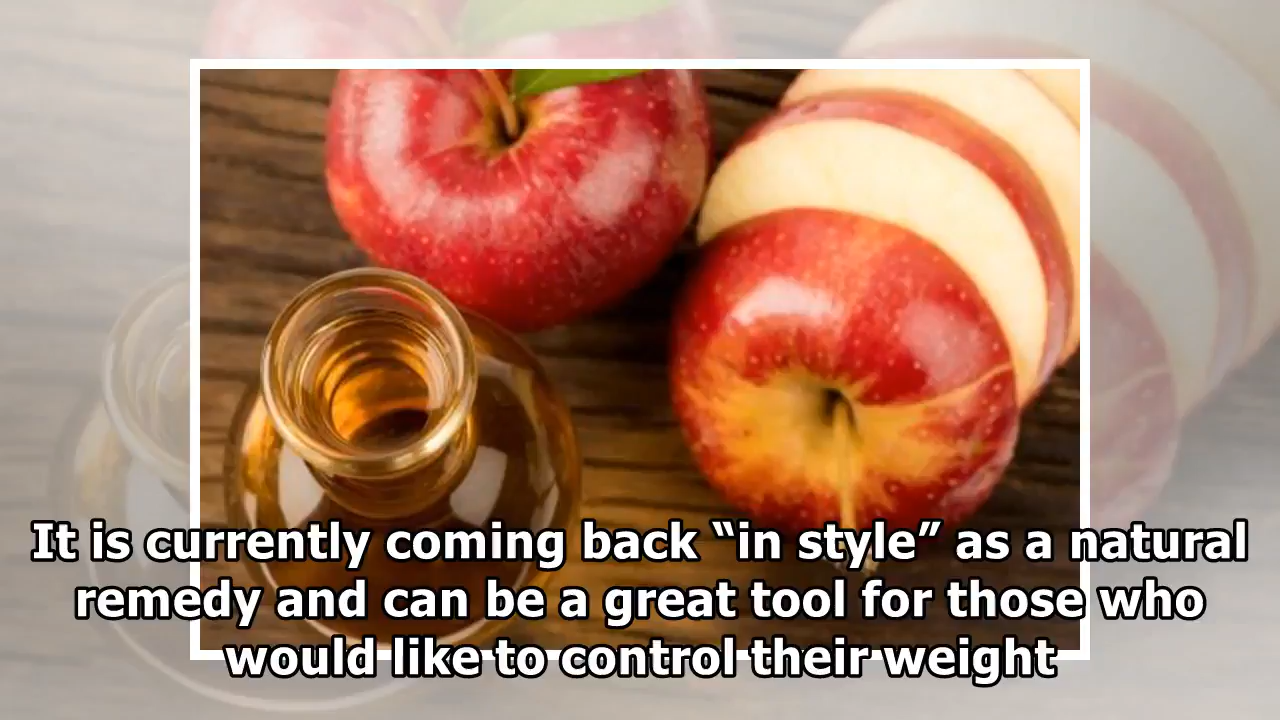 It is currently coming back “in style” as a natural
remedy and can be a great tool for those who
would like to control their weight